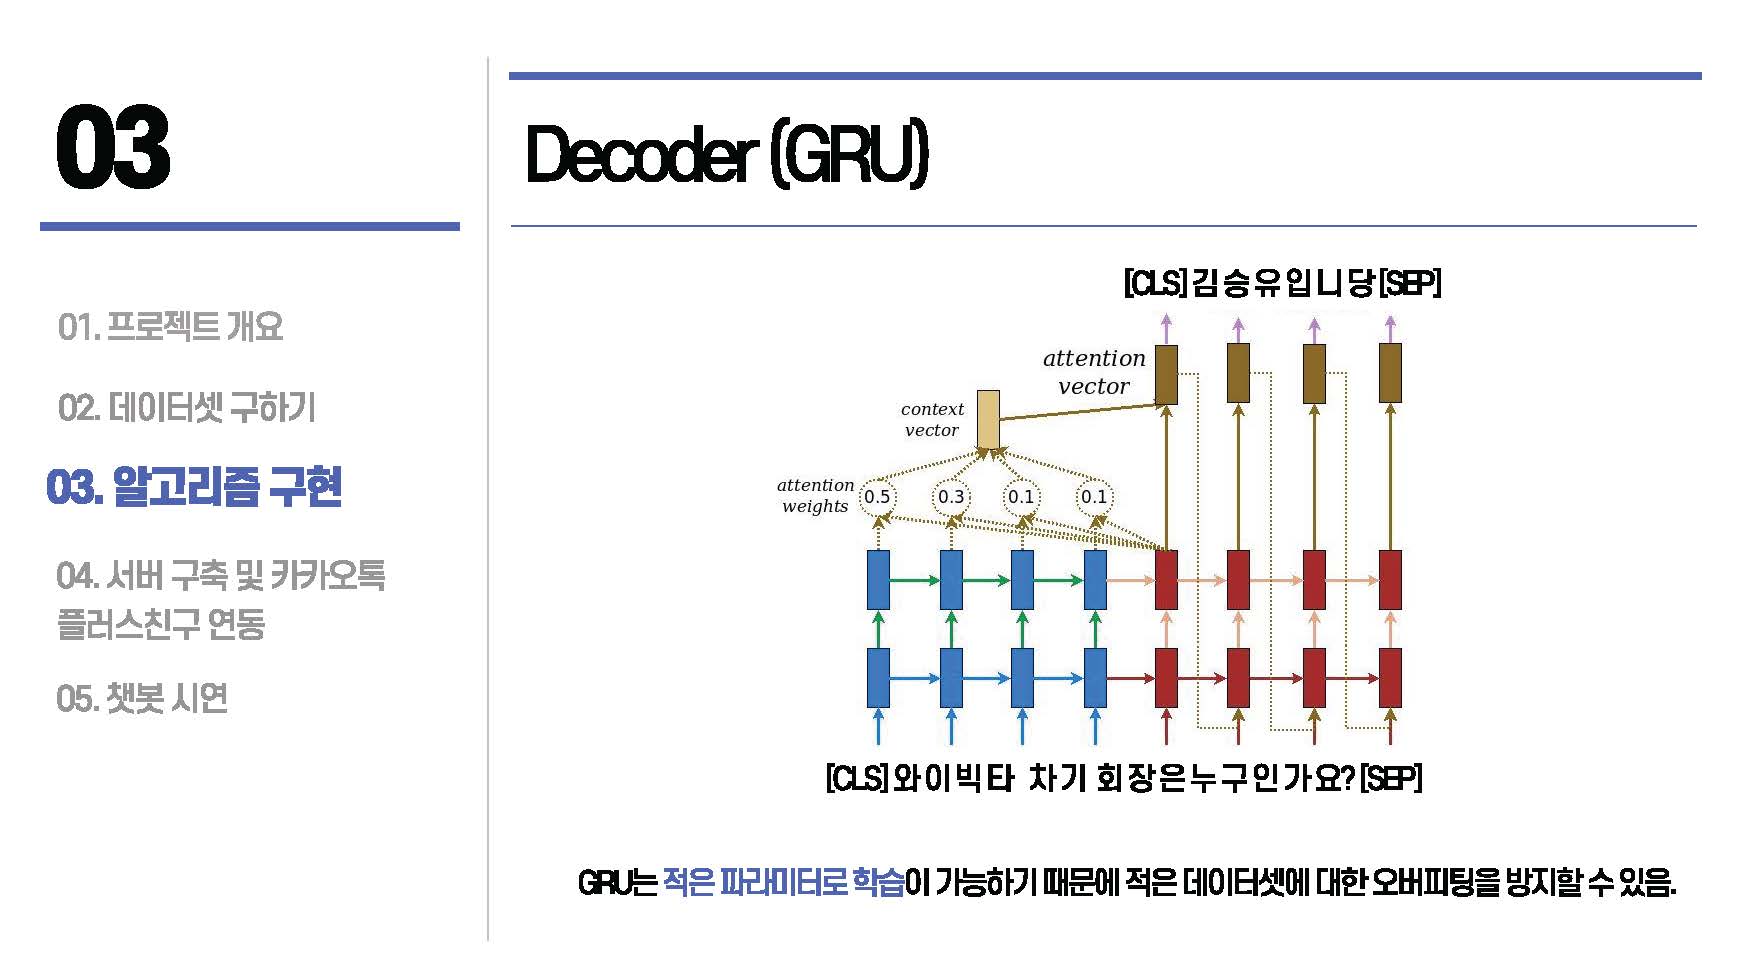 03
01. 프로젝트 개요
02. 데이터셋 구하기
03. 알고리즘 구현
04. 서버 구축 및 카카오톡
플러스친구 연동
05. 챗봇 시연
Decoder (GRU)
[CLS]김승유입니당[SEP]
attention
vector
context
vector
attention
weights
0.5 0.3 0.1 0.1
[CLS]와이빅타 차기 회장은누구인가요?[SEP]
GRU는 적은 파라미터로 학습이 가능하기 때문에 적은 데이터셋에 대한 오버피팅을 방지할 수 있음.